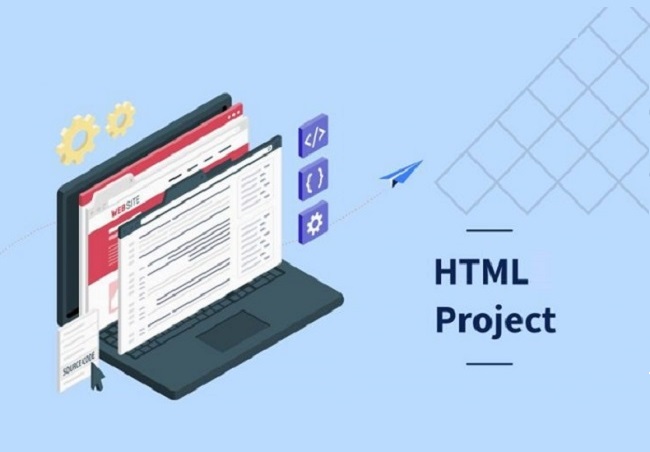 WEBSITE
</>
{ }
HTML
Project
SOURCE CODE